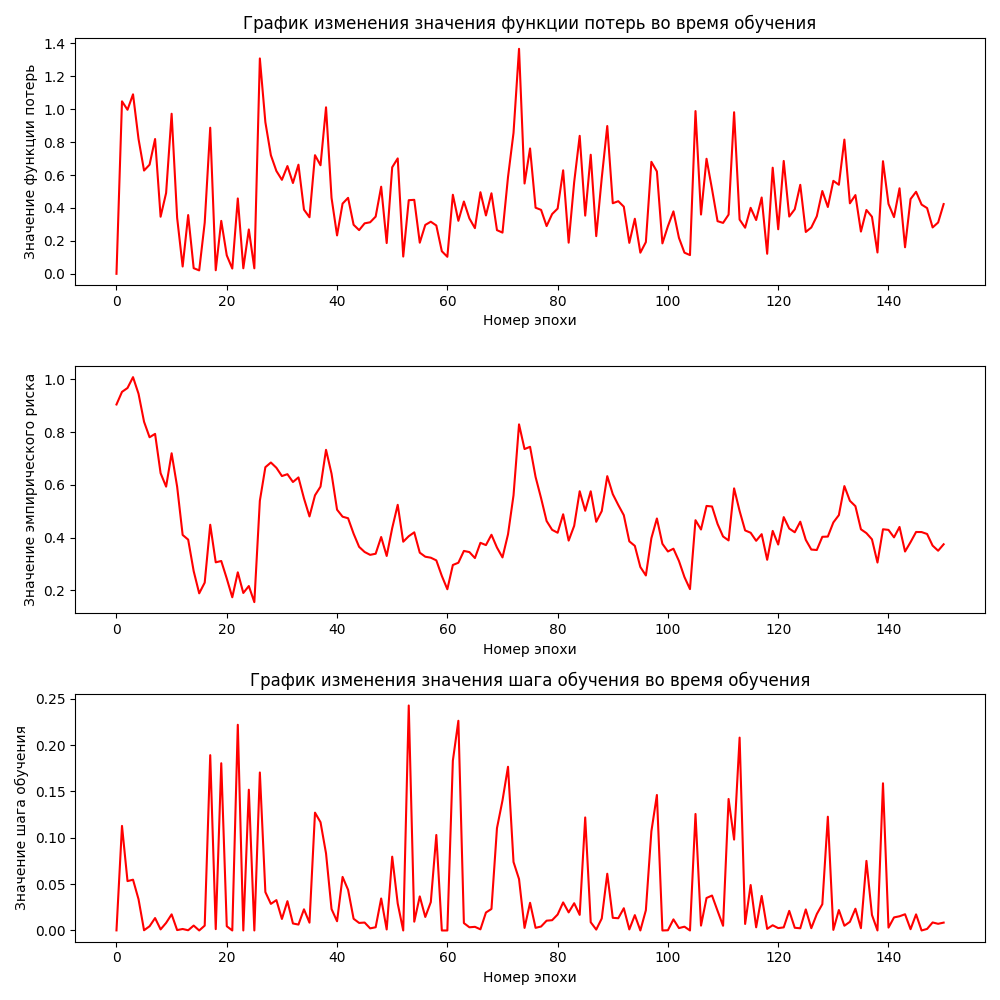 График изменения значения функции потерь во время обучения
Значение функции потерь
1.4
1.2
1.0
0.8
0.6
0.4
0.2
0.0
0 20 40 60 80 100 120 140
Номер эпохи
Значение эмпирического риска
1.0
0.8
0.6
0.4
0.2
0 20 40 60 80 100 120 140
Номер эпохи
График изменения значения шага обучения во время обучения
Значение шага обучения
0.25
0.20
0.15
0.10
0.05
0.00
0 20 40 60 80 100 120 140
Номер эпохи